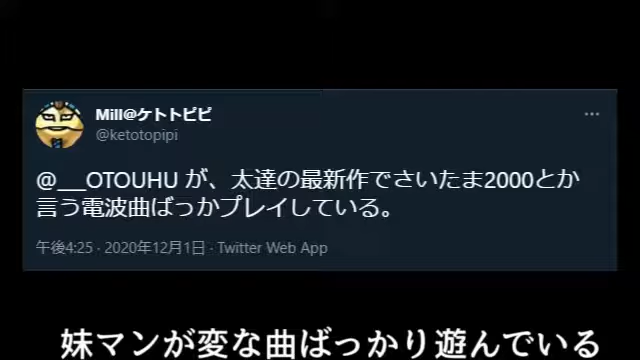 Mill@ケトトピピ
@ketotopipi
@___OTOUHU が、太達の最新作でさいたま2000とか
言う電波曲ばっかプレイしている。
午後4:25 · 2020年12月1日 · Twitter Web App
妹マンが変な曲ばっかり遊んでいる